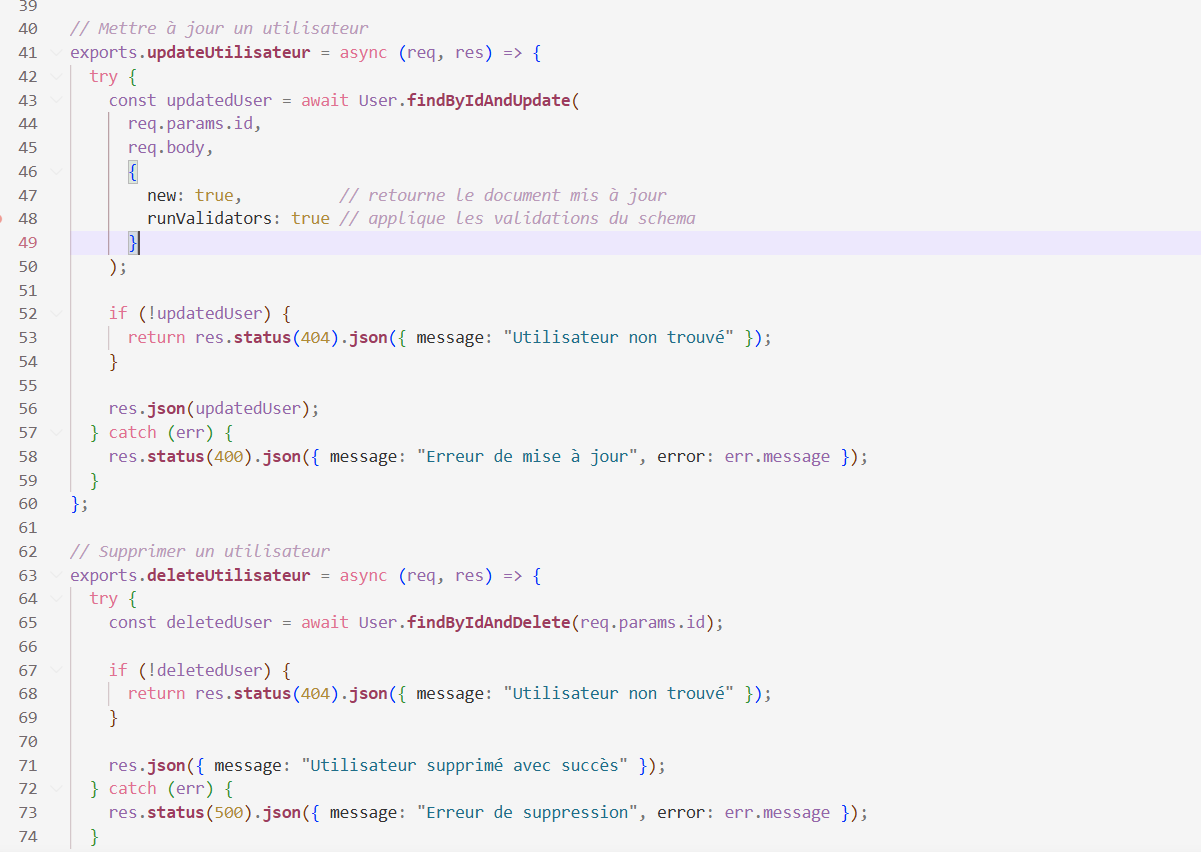 39
40 // Mettre à jour un utilisateur
41 exports.updateUtilisateur = async (req, res) => {
42   try {
43     const updatedUser = await User.findByIdAndUpdate(
44       req.params.id,
45       req.body,
46       {
47         new: true,          // retourne le document mis à jour
48         runValidators: true // applique les validations du schema
49       }
50     );
51
52     if (!updatedUser) {
53       return res.status(404).json({ message: "Utilisateur non trouvé" });
54     }
55
56     res.json(updatedUser);
57   } catch (err) {
58     res.status(400).json({ message: "Erreur de mise à jour", error: err.message });
59   }
60 };
61
62 // Supprimer un utilisateur
63 exports.deleteUtilisateur = async (req, res) => {
64   try {
65     const deletedUser = await User.findByIdAndDelete(req.params.id);
66
67     if (!deletedUser) {
68       return res.status(404).json({ message: "Utilisateur non trouvé" });
69     }
70
71     res.json({ message: "Utilisateur supprimé avec succès" });
72   } catch (err) {
73     res.status(500).json({ message: "Erreur de suppression", error: err.message });
74   }